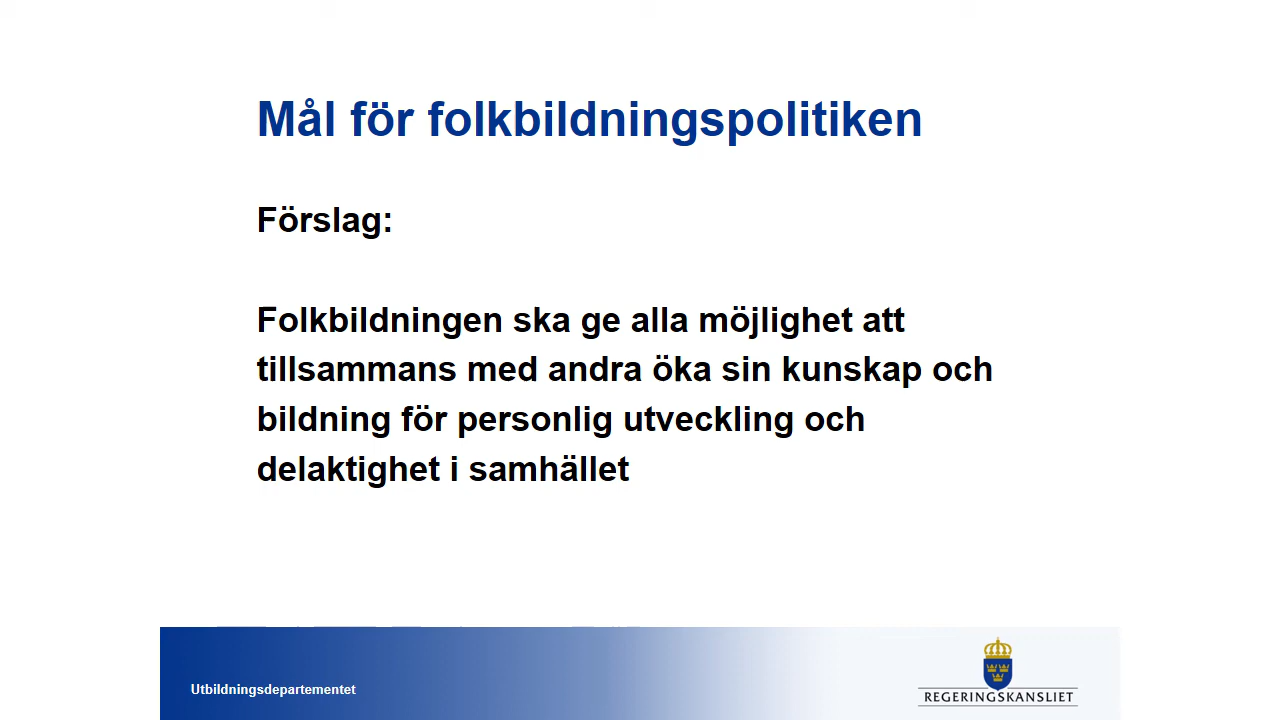 Mål för folkbildningspolitiken
Förslag:
Folkbildningen ska ge alla möjlighet att
tillsammans med andra öka sin kunskap och
bildning för personlig utveckling och
delaktighet i samhället
Utbildningsdepartementet
REGERINGSKANSLIET